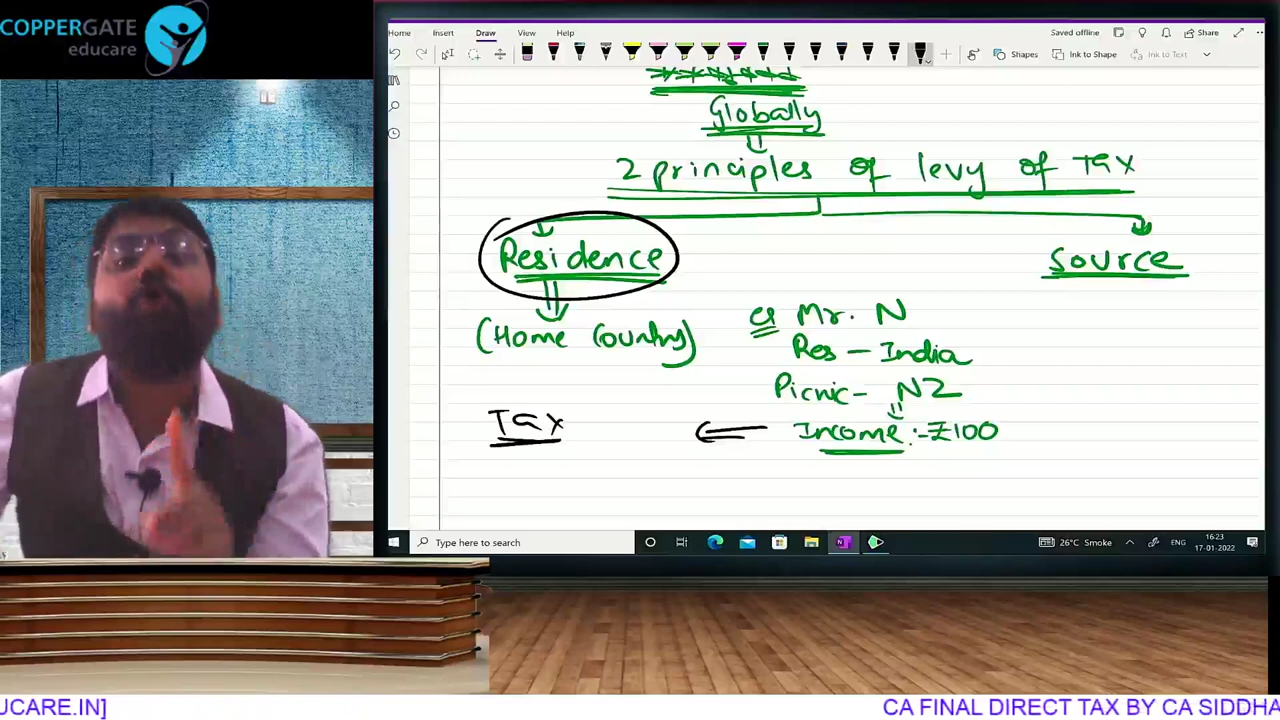 COPPERGATE
educare
Home Insert Draw View Help
Saved offline
Share
Shapes
Ink to Shape
Ink to Text
Globally
2 principles of levy of Tax
Residence
Source
(Home Country)
eg Mr. N
Res - India
Picnic - NZ
Tax
Income :- ₹100
Type here to search
26°C Smoke
ENG
16:23
17-01-2022
UCARE.IN]
CA FINAL DIRECT TAX BY CA SIDDHA